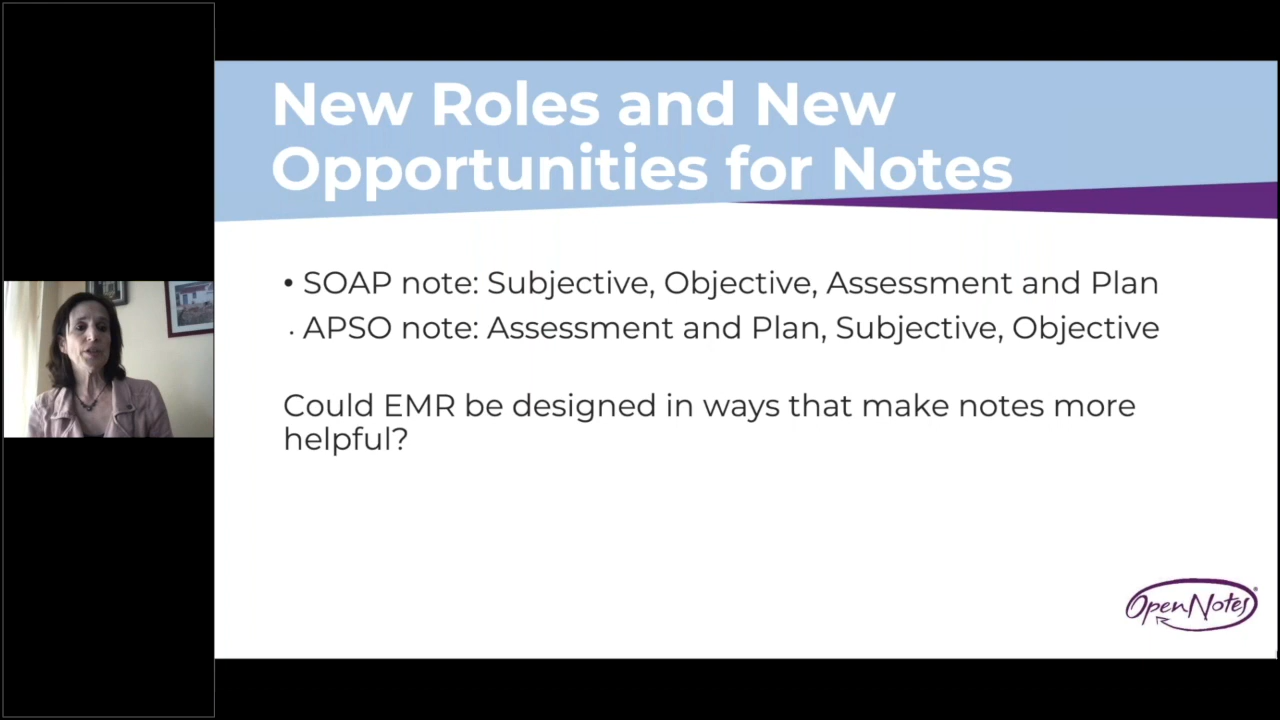 New Roles and New
Opportunities for Notes
• SOAP note: Subjective, Objective, Assessment and Plan
· APSO note: Assessment and Plan, Subjective, Objective
Could EMR be designed in ways that make notes more
helpful?
OpenNotes®